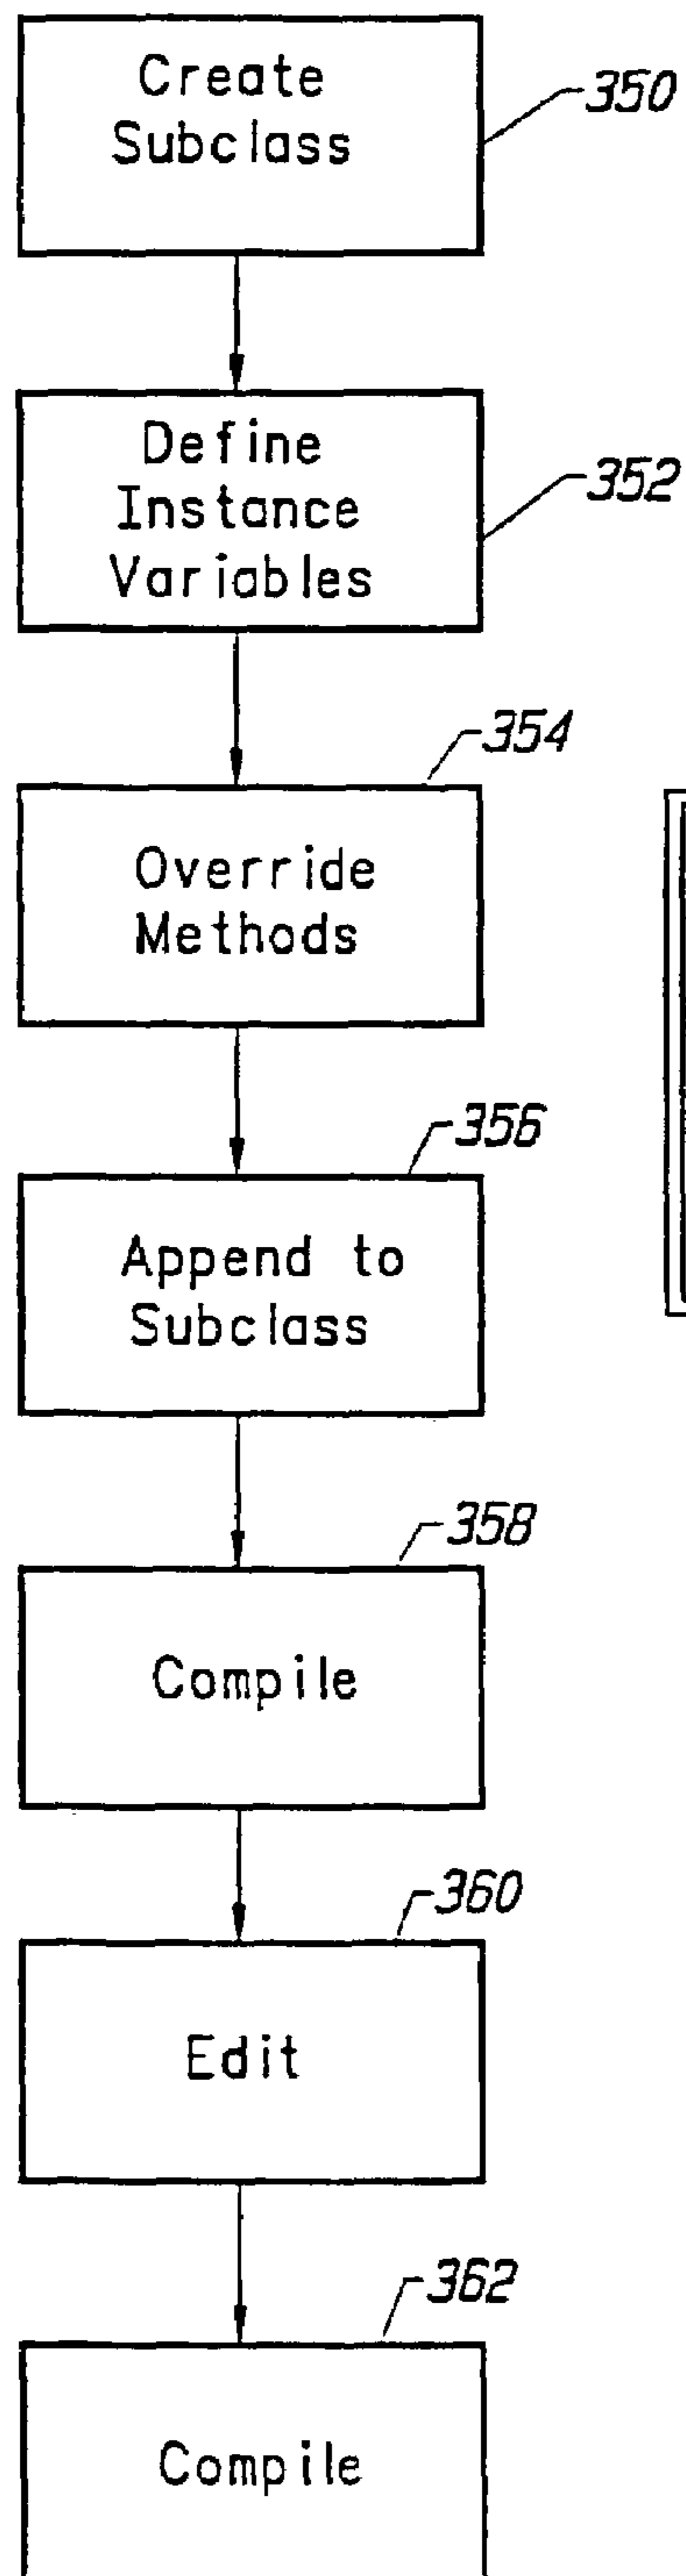 Create
Subclass
350
Define
Instance
Variables
352
354
Override
Methods
356
Append to
Subclass
358
Compile
360
Edit
362
Compile